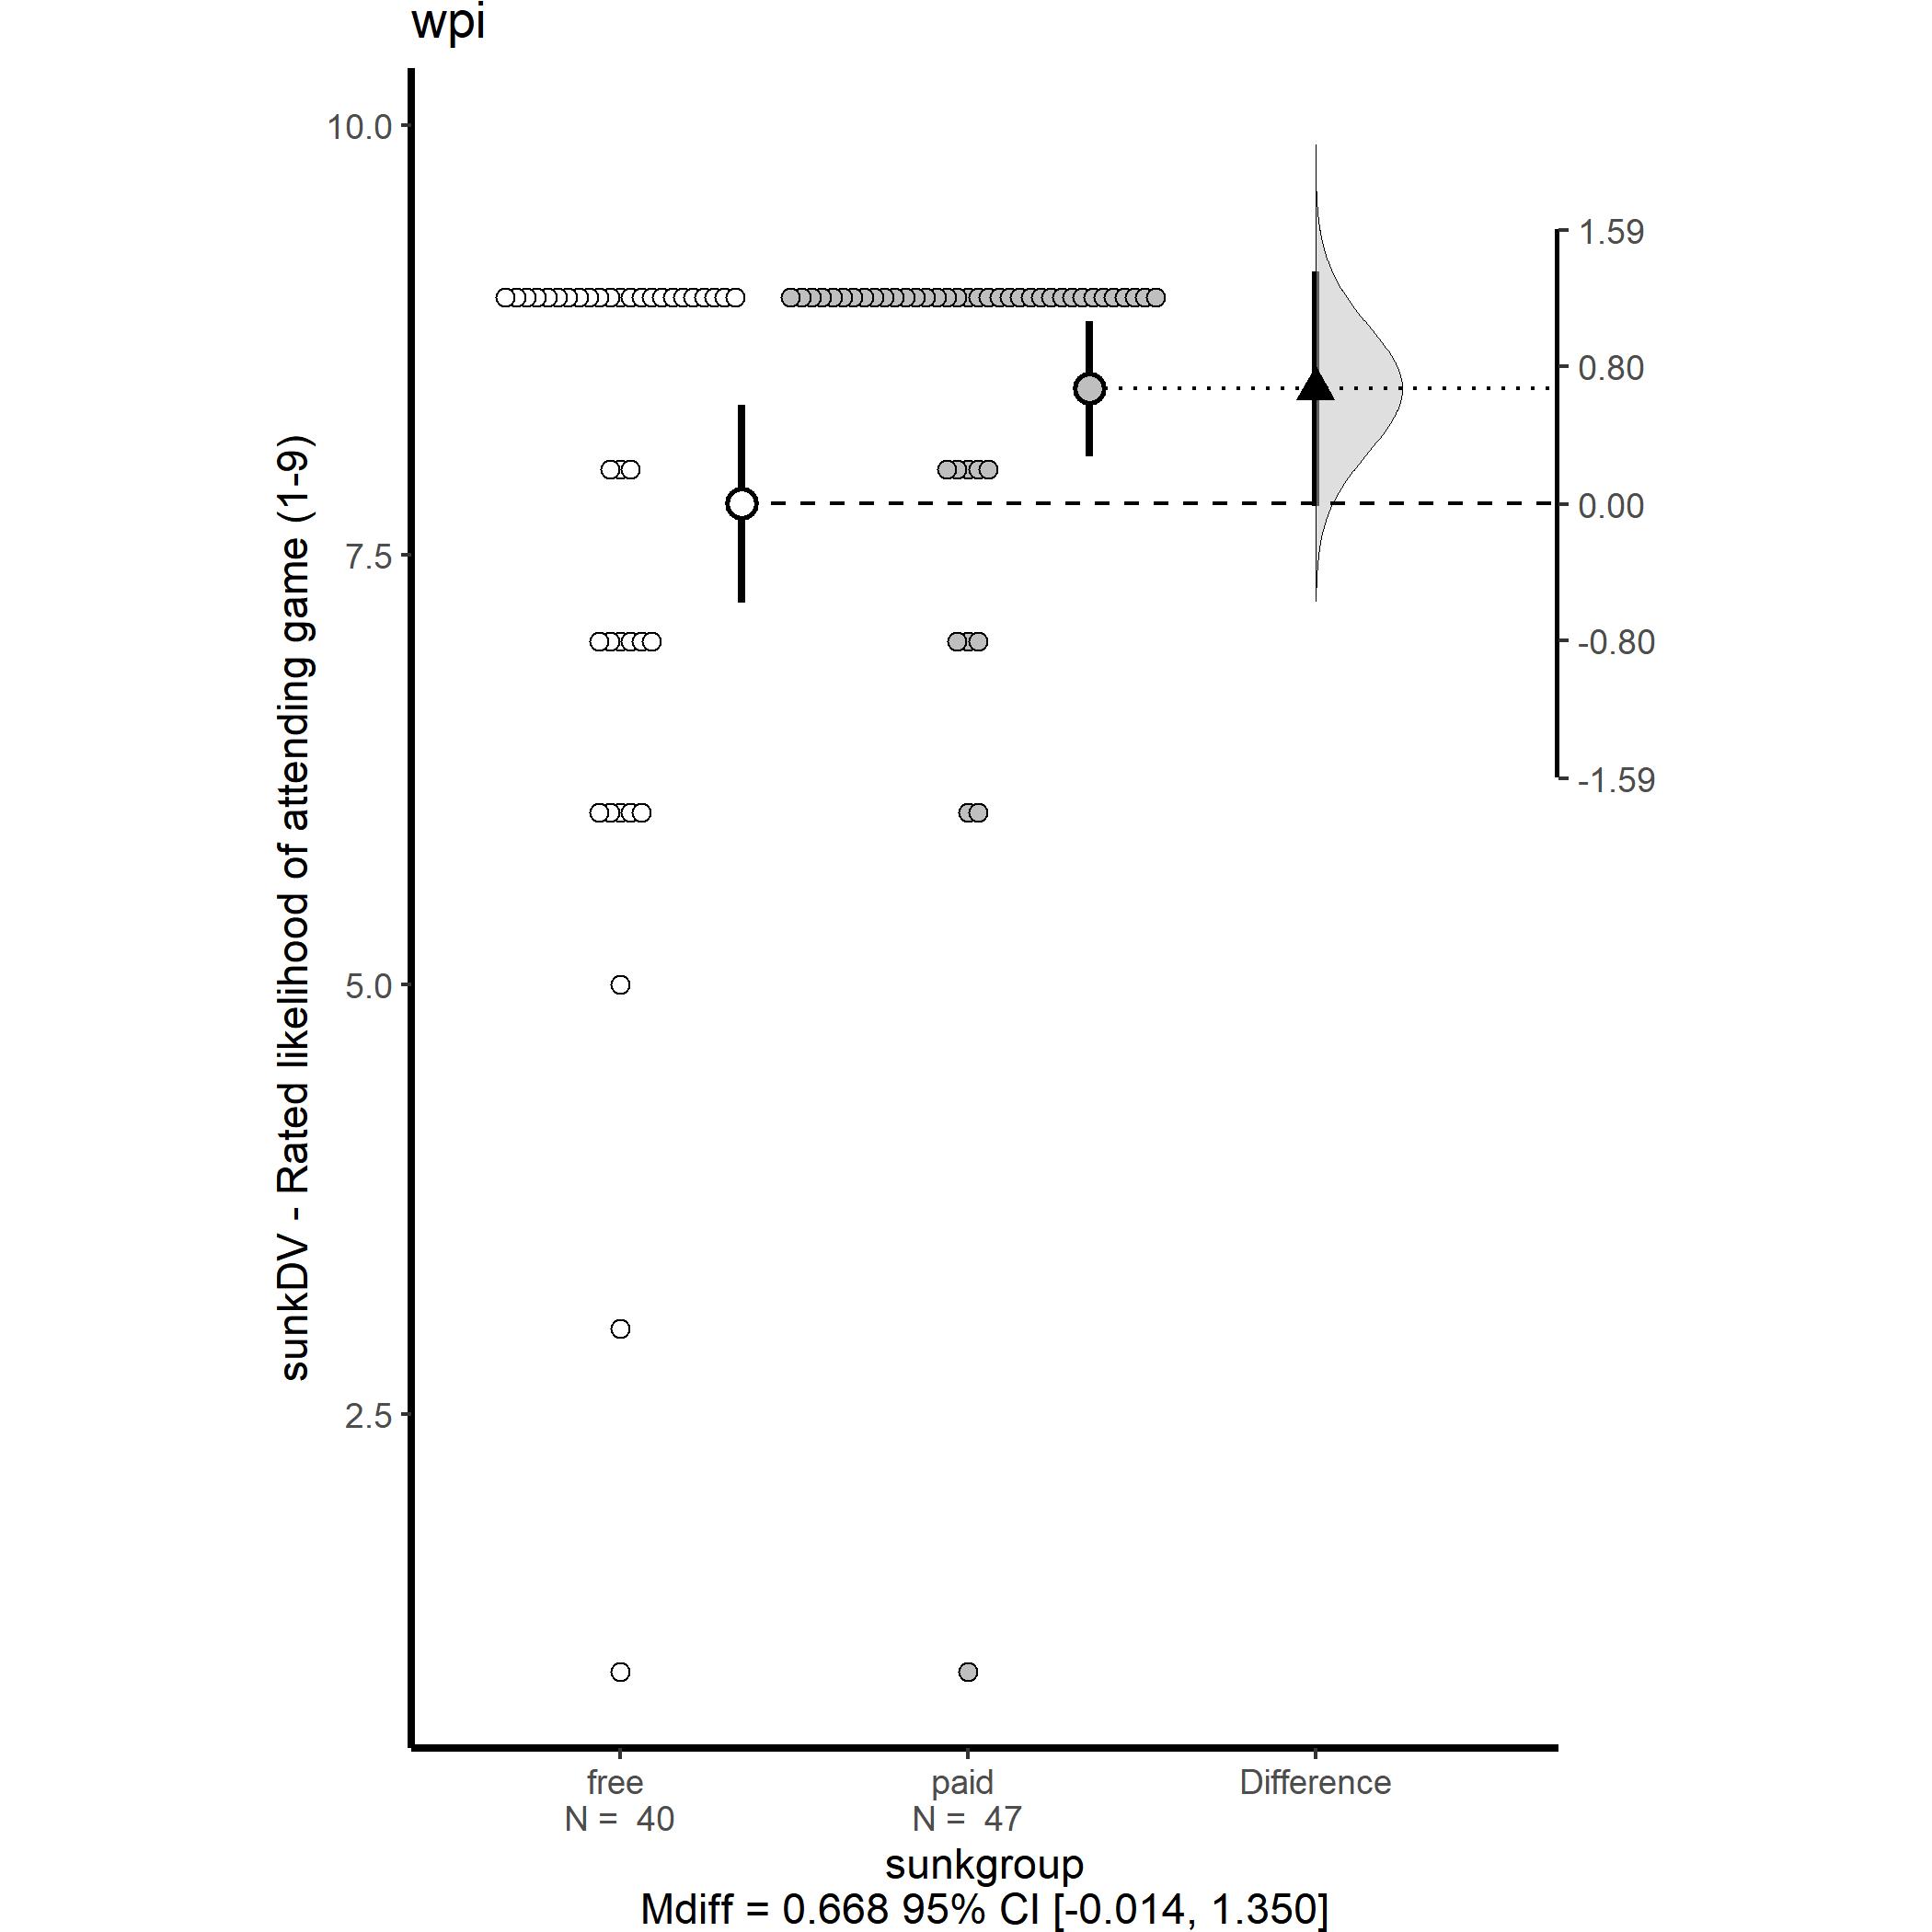 wpi
sunkDV - Rated likelihood of attending game (1-9)
10.0
7.5
5.0
2.5
1.59
0.80
0.00
-0.80
-1.59
free
N =  40
paid
N =  47
Difference
sunkgroup
Mdiff = 0.668 95% CI [-0.014, 1.350]